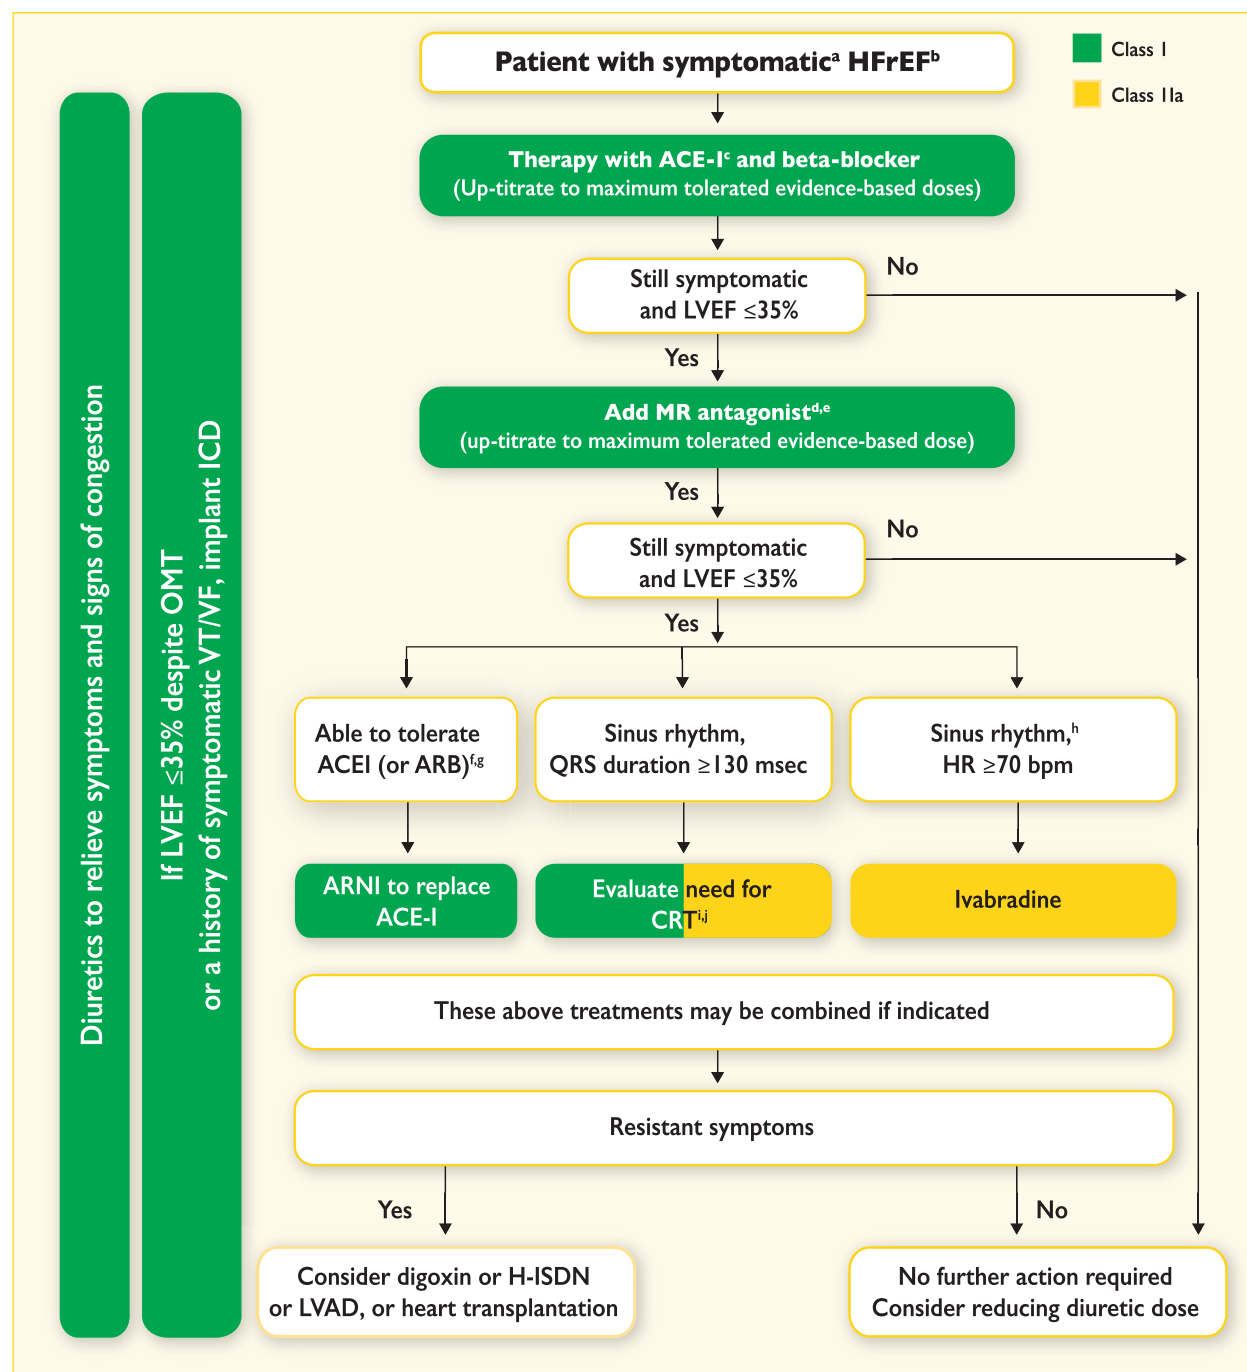 Patient with symptomaticᵃ HFrEFᵇ
Class I
Class IIa
Diuretics to relieve symptoms and signs of congestion
If LVEF ≤35% despite OMT
or a history of symptomatic VT/VF, implant ICD
Therapy with ACE-Iᶜ and beta-blocker
(Up-titrate to maximum tolerated evidence-based doses)
Still symptomatic
and LVEF ≤35%
No
Yes
Add MR antagonistᵈ,ᵉ
(up-titrate to maximum tolerated evidence-based dose)
Yes
Still symptomatic
and LVEF ≤35%
No
Yes
Able to tolerate
ACEI (or ARB)ᶠ,ᵍ
Sinus rhythm,
QRS duration ≥130 msec
Sinus rhythm,ʰ
HR ≥70 bpm
ARNI to replace
ACE-I
Evaluate need for
CRTⁱ,ʲ
Ivabradine
These above treatments may be combined if indicated
Resistant symptoms
Yes
No
Consider digoxin or H-ISDN
or LVAD, or heart transplantation
No further action required
Consider reducing diuretic dose